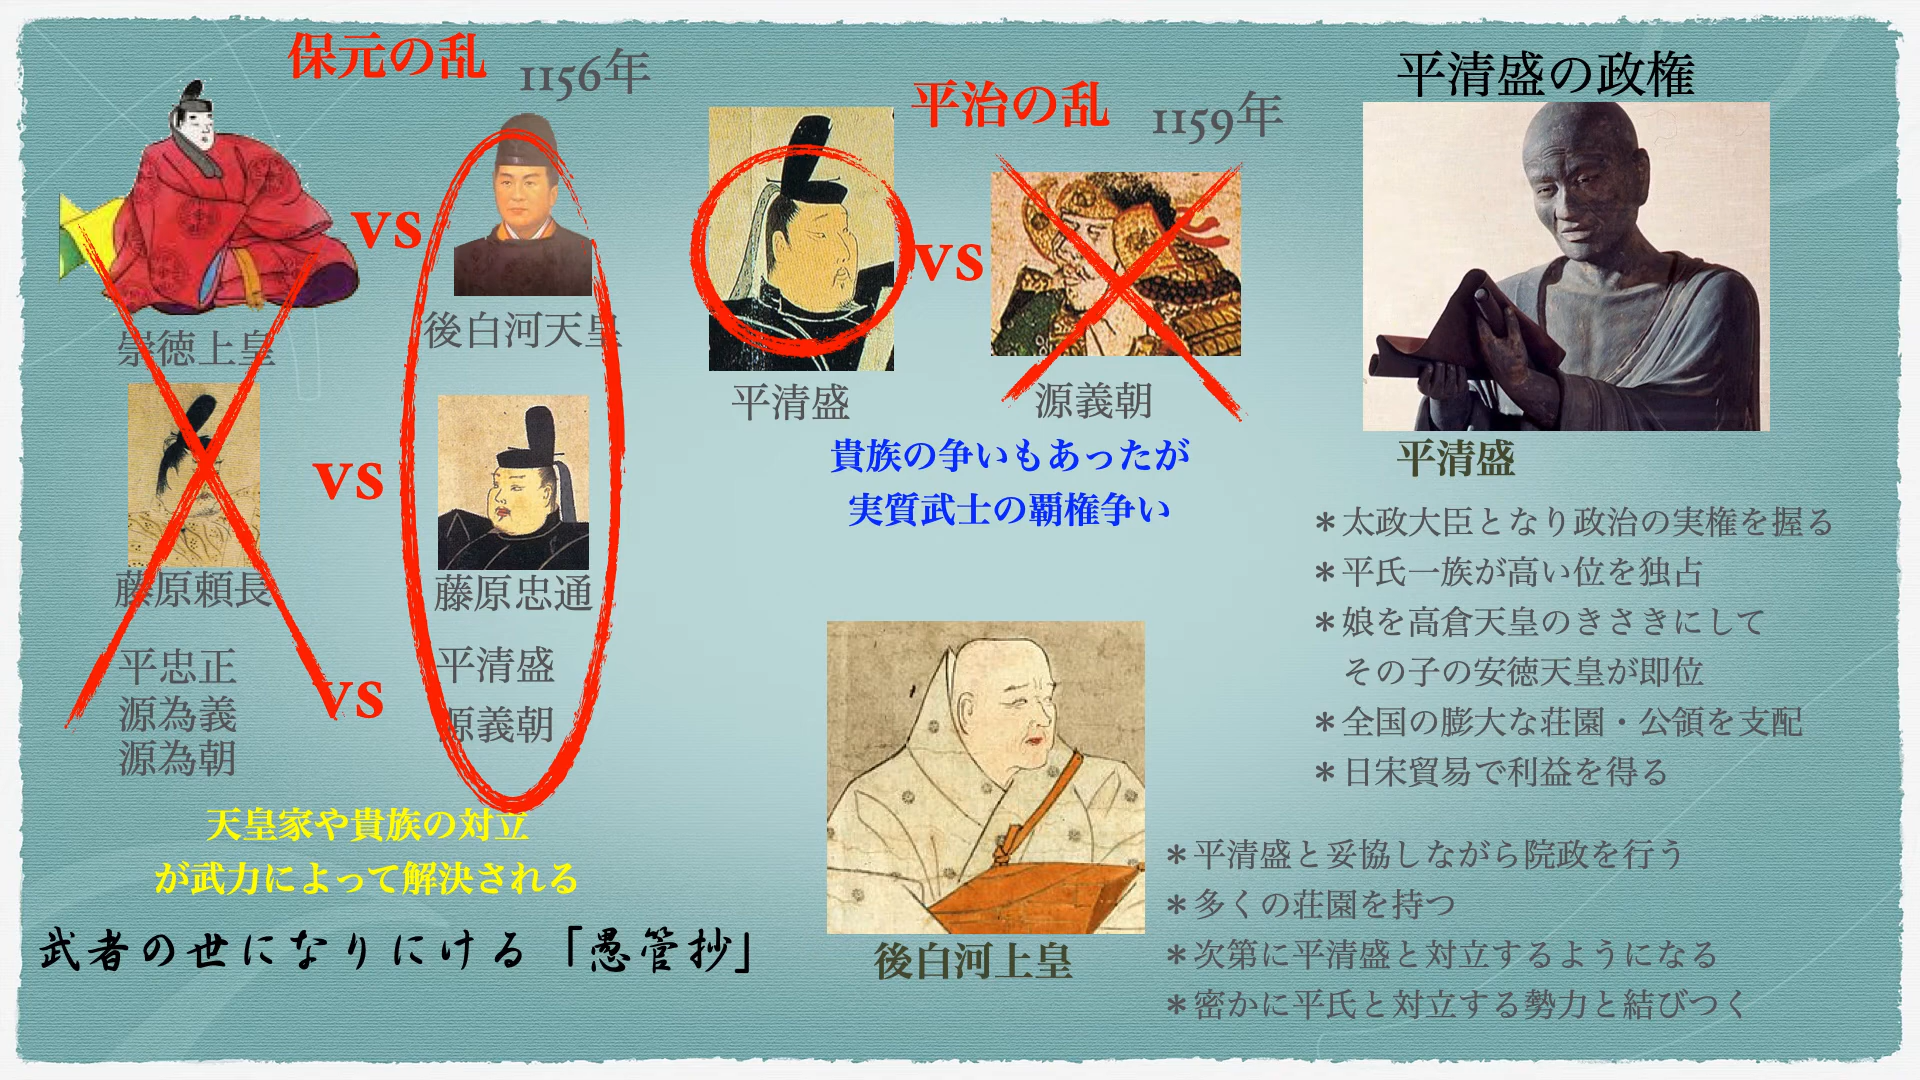 保元の乱 1156年
崇徳上皇
vs
後白河天皇
藤原頼長
vs
藤原忠通
平忠正
源為義
源為朝
vs
平清盛
源義朝
天皇家や貴族の対立
が武力によって解決される
武者の世になりにける「愚管抄」
平治の乱 1159年
平清盛
vs
源義朝
貴族の争いもあったが
実質武士の覇権争い
平清盛の政権
平清盛
*太政大臣となり政治の実権を握る
*平氏一族が高い位を独占
*娘を高倉天皇のきさきにして
その子の安徳天皇が即位
*全国の膨大な荘園・公領を支配
*日宋貿易で利益を得る
後白河上皇
*平清盛と妥協しながら院政を行う
*多くの荘園を持つ
*次第に平清盛と対立するようになる
*密かに平氏と対立する勢力と結びつく